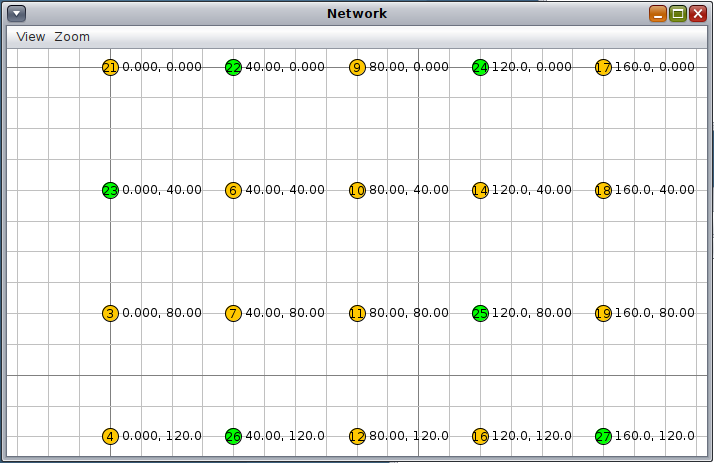 Network
View Zoom
21 0.000, 0.000 22 40.00, 0.000 9 80.00, 0.000 24 120.0, 0.000 17 160.0, 0.000
23 0.000, 40.00 6 40.00, 40.00 10 80.00, 40.00 14 120.0, 40.00 18 160.0, 40.00
3 0.000, 80.00 7 40.00, 80.00 11 80.00, 80.00 25 120.0, 80.00 19 160.0, 80.00
4 0.000, 120.0 26 40.00, 120.0 12 80.00, 120.0 16 120.0, 120.0 27 160.0, 120.0